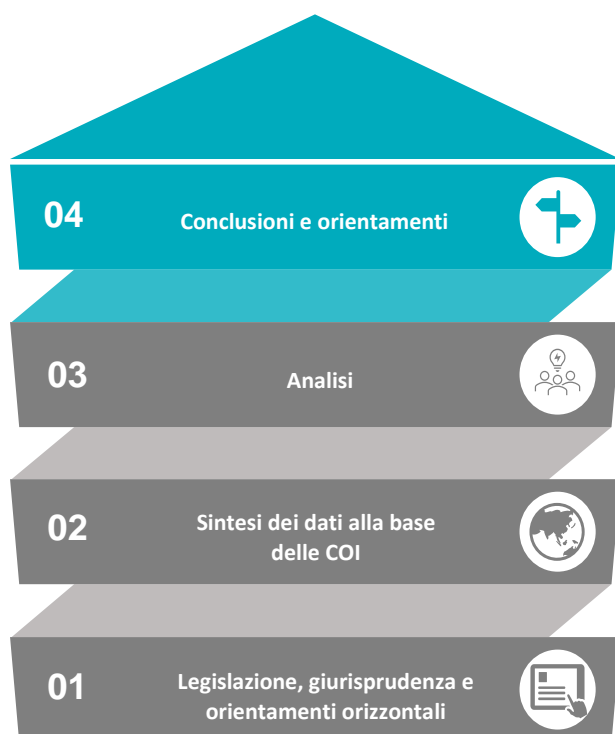 04
Conclusioni e orientamenti
03
Analisi
02
Sintesi dei dati alla base
delle COI
01
Legislazione, giurisprudenza e
orientamenti orizzontali